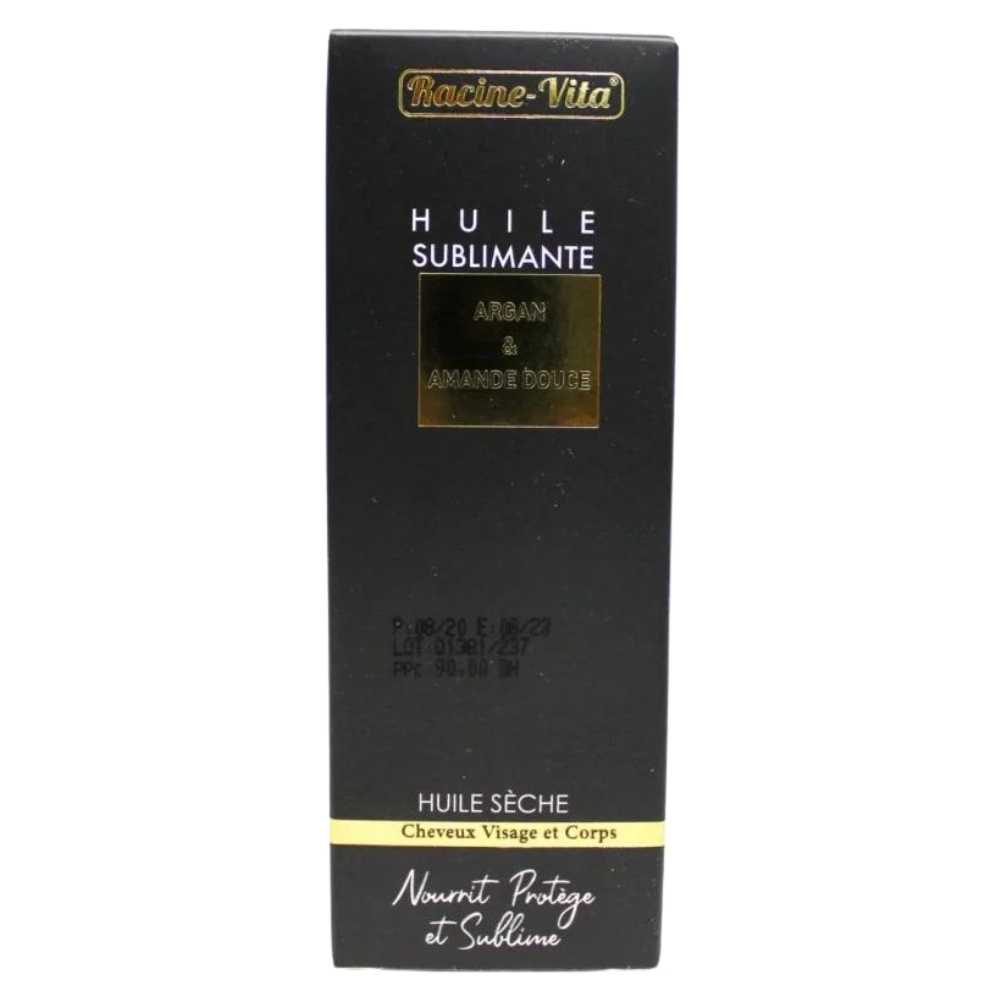 Racine-Vita®
HUILE
SUBLIMANTE
ARGAN
&
AMANDE DOUCE
P: 08/20 E: 08/23
LOT: Q1381/237
PPC 90,00 DH
HUILE SÈCHE
Cheveux Visage et Corps
Nourrit Protège
et Sublime